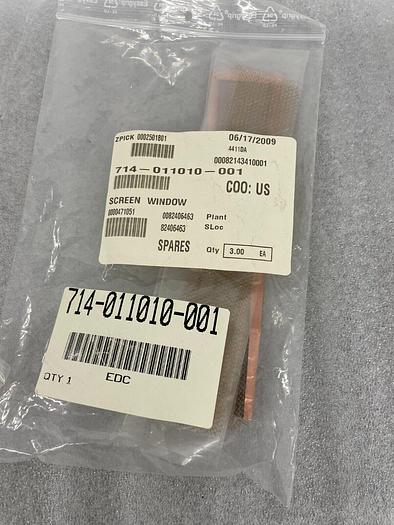 ZPICK 0002501801
06/17/2009
4411DA
00082143410001
714-011010-001
COO: US
SCREEN WINDOW
0000471051
0082406463 Plant
82406463 SLoc
SPARES
Qty 3.00 EA
714-011010-001
QTY 1 EDC